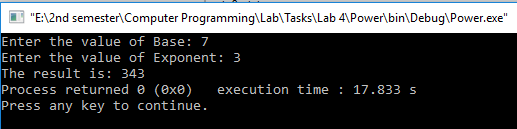 "E:\2nd semester\Computer Programming\Lab\Tasks\Lab 4\Power\bin\Debug\Power.exe"
Enter the value of Base: 7
Enter the value of Exponent: 3
The result is: 343
Process returned 0 (0x0)   execution time : 17.833 s
Press any key to continue.